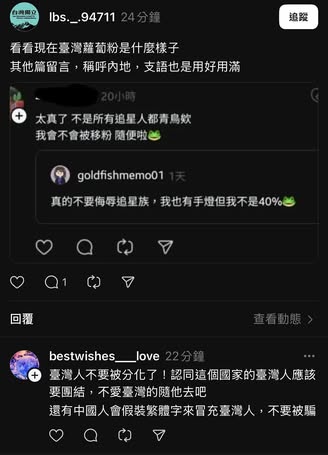 台灣獨立
lbs._.94711 24分鐘
追蹤
看看現在臺灣蘿蔔粉是什麼樣子
其他篇留言，稱呼內地，支語也是用好用滿
20小時
太真了 不是所有追星人都青鳥欸
我會不會被移粉 隨便啦🐸
goldfishmemo01 1天
真的不要侮辱追星族，我也有手燈但我不是40%🐸
1
回覆
查看動態 >
bestwishes___love 22分鐘
臺灣人不要被分化了！認同這個國家的臺灣人應該
要團結，不愛臺灣的隨他去吧
還有中國人會假裝繁體字來冒充臺灣人，不要被騙